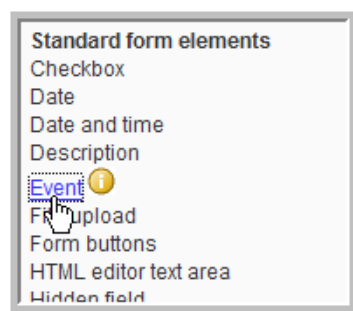 Standard form elements
Checkbox
Date
Date and time
Description
Event
File upload
Form buttons
HTML editor text area
Hidden field